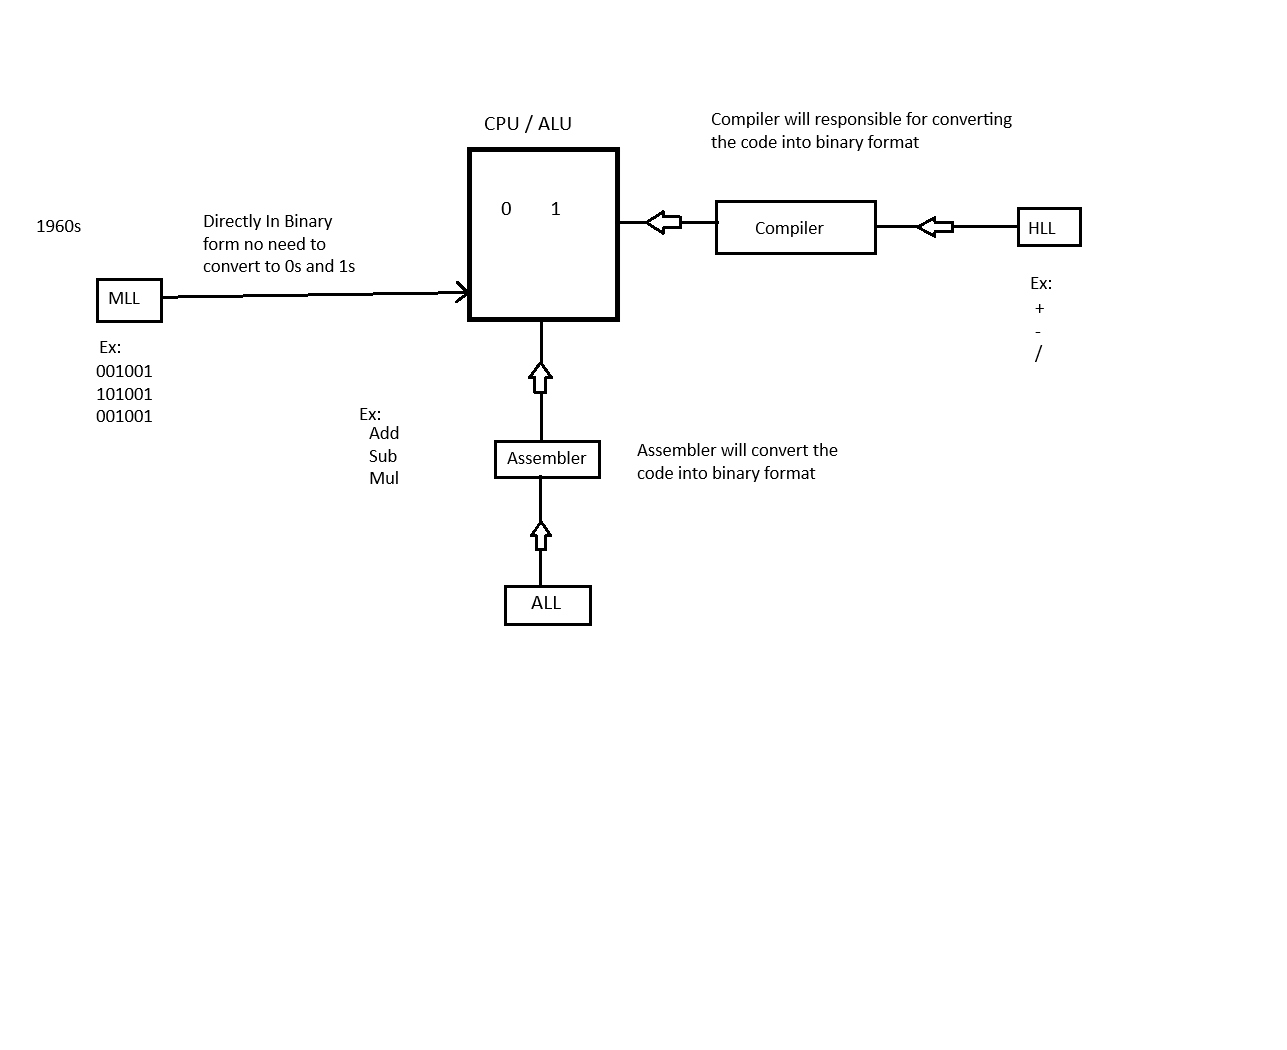 CPU / ALU
Compiler will responsible for converting
the code into binary format
0 1
1960s
Directly In Binary
form no need to
convert to 0s and 1s
Compiler
HLL
MLL
Ex:
+
-
/
Ex:
001001
101001
001001
Ex:
Add
Sub
Mul
Assembler
Assembler will convert the
code into binary format
ALL